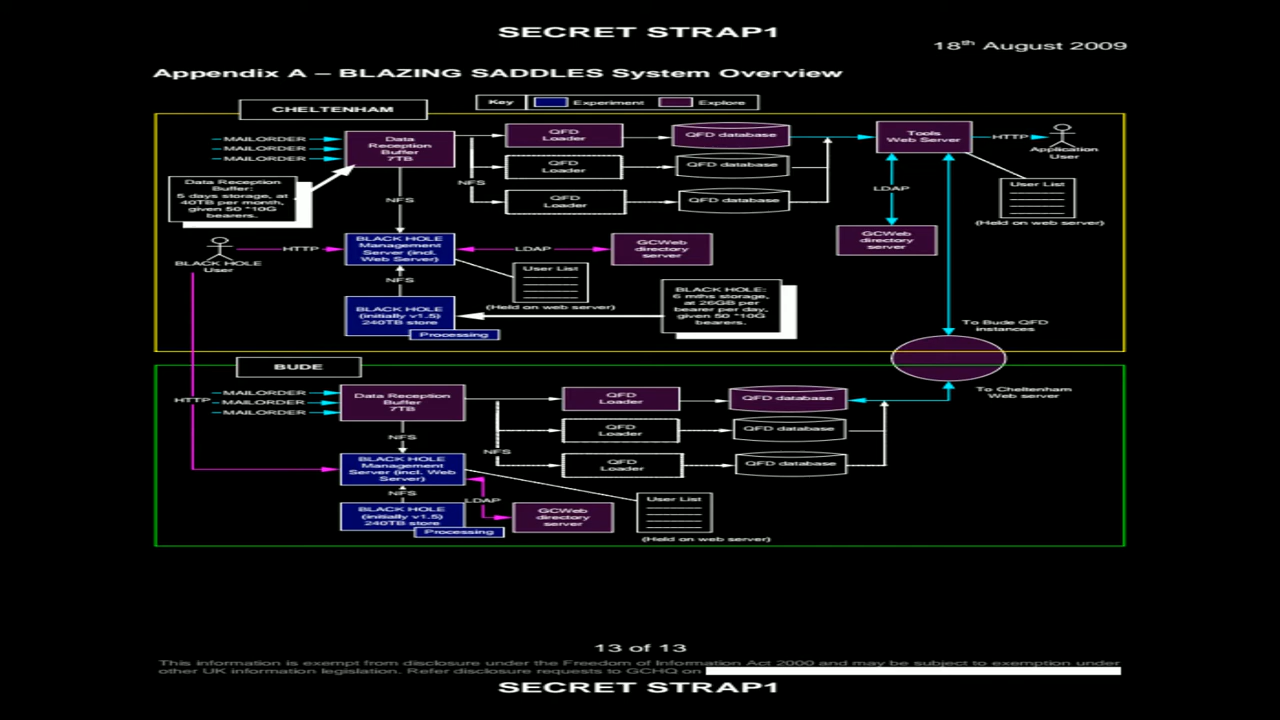 SECRET STRAP1
18th August 2009
Appendix A – BLAZING SADDLES System Overview
Key
Experiment
Explore
CHELTENHAM
MAILORDER
MAILORDER
MAILORDER
Data
Reception
Buffer
7TB
QFD
Loader
QFD database
QFD
Loader
QFD database
QFD
Loader
QFD database
NFS
Tools
Web Server
HTTP
Application
User
Data Reception
Buffer:
5 days storage, at
40TB per month,
given 50 *10G
bearers.
NFS
LDAP
User List
(Held on web server)
BLACK HOLE
User
HTTP
BLACK HOLE
Management
Server (incl.
Web Server)
LDAP
GCWeb
directory
server
GCWeb
directory
server
NFS
User List
(Held on web server)
BLACK HOLE
(initially v1.5)
240TB store
Processing
BLACK HOLE:
6 mths storage,
at 26GB per
bearer per day,
given 50 *10G
bearers.
To Bude QFD
instances
BUDE
HTTP
MAILORDER
MAILORDER
MAILORDER
Data Reception
Buffer
7TB
QFD
Loader
QFD database
QFD
Loader
QFD database
QFD
Loader
QFD database
NFS
To Cheltenham
Web server
NFS
BLACK HOLE
Management
Server (incl. Web
Server)
NFS
LDAP
BLACK HOLE
(initially v1.5)
240TB store
Processing
GCWeb
directory
server
User List
(Held on web server)
13 of 13
This information is exempt from disclosure under the Freedom of Information Act 2000 and may be subject to exemption under
other UK information legislation. Refer disclosure requests to GCHQ on
SECRET STRAP1